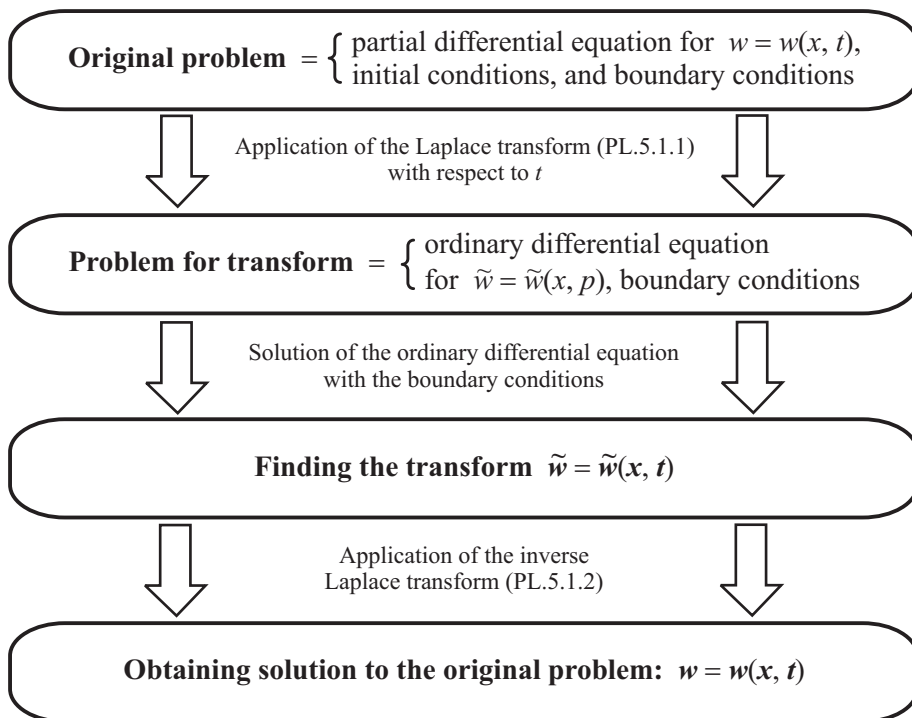 Original problem = { partial differential equation for w = w(x, t),
initial conditions, and boundary conditions
Application of the Laplace transform (PL.5.1.1)
with respect to t
Problem for transform = { ordinary differential equation
for w̃ = w̃(x, p), boundary conditions
Solution of the ordinary differential equation
with the boundary conditions
Finding the transform w̃ = w̃(x, t)
Application of the inverse
Laplace transform (PL.5.1.2)
Obtaining solution to the original problem: w = w(x, t)